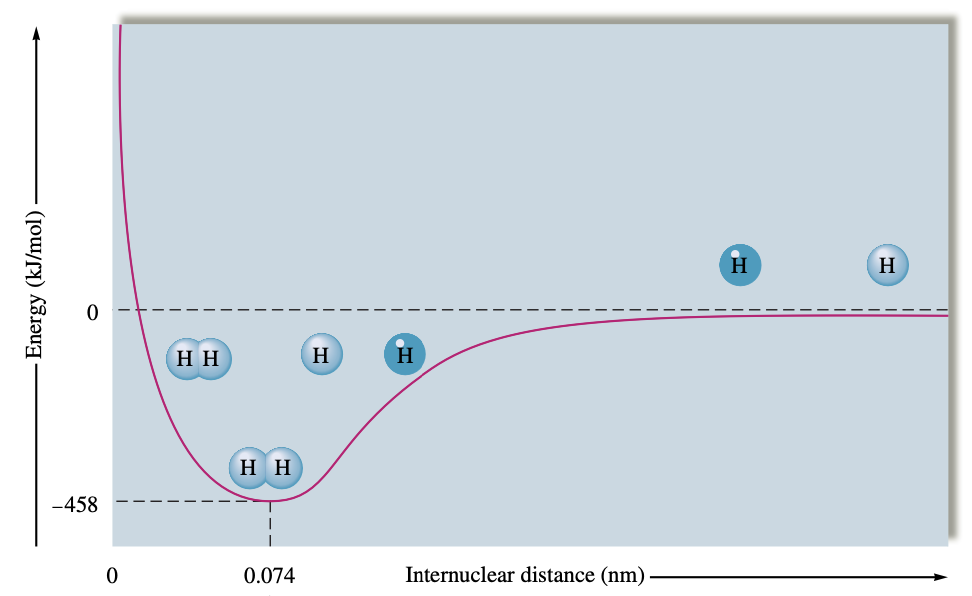 H H
Energy (kJ/mol)
0
H H H H
H H
−458
0 0.074 Internuclear distance (nm)